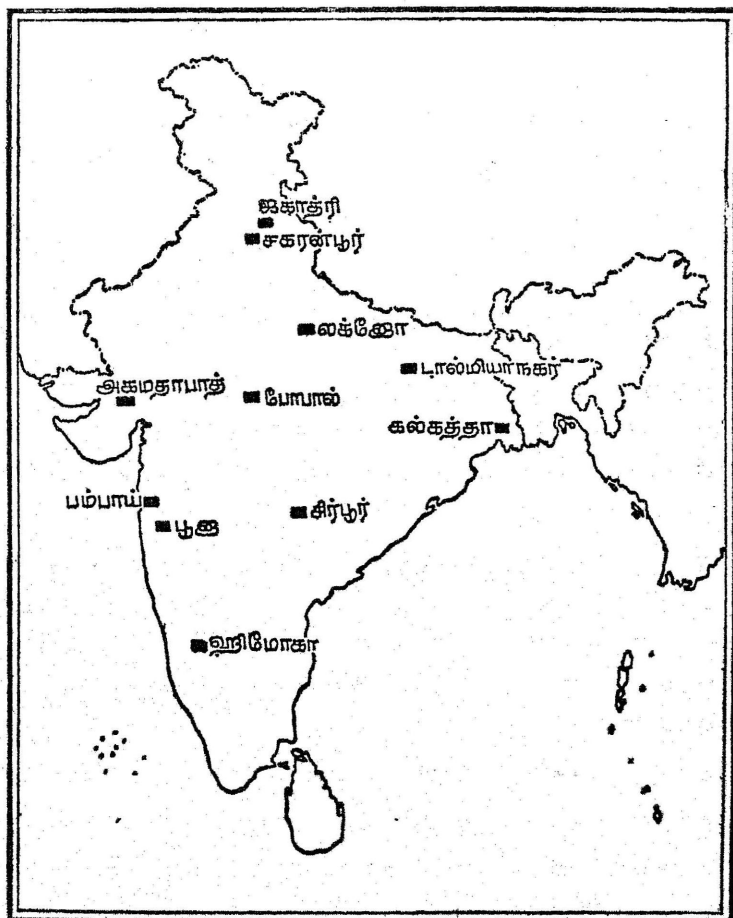 ஜகாத்ரி
சகரன்பூர்
லக்னோ
டால்மியாநகர்
அகமதாபாத்
போபால்
கல்கத்தா
பம்பாய்
பூனா
சிர்பூர்
ஹிமோகா